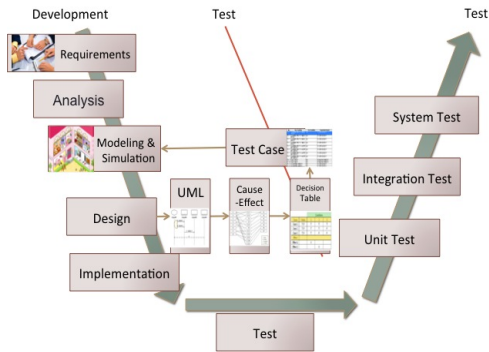 Development
Test
Test
Requirements
Analysis
Modeling &
Simulation
Test Case
System Test
Integration Test
Design
UML
Cause
-Effect
Decision
Table
Unit Test
Implementation
Test